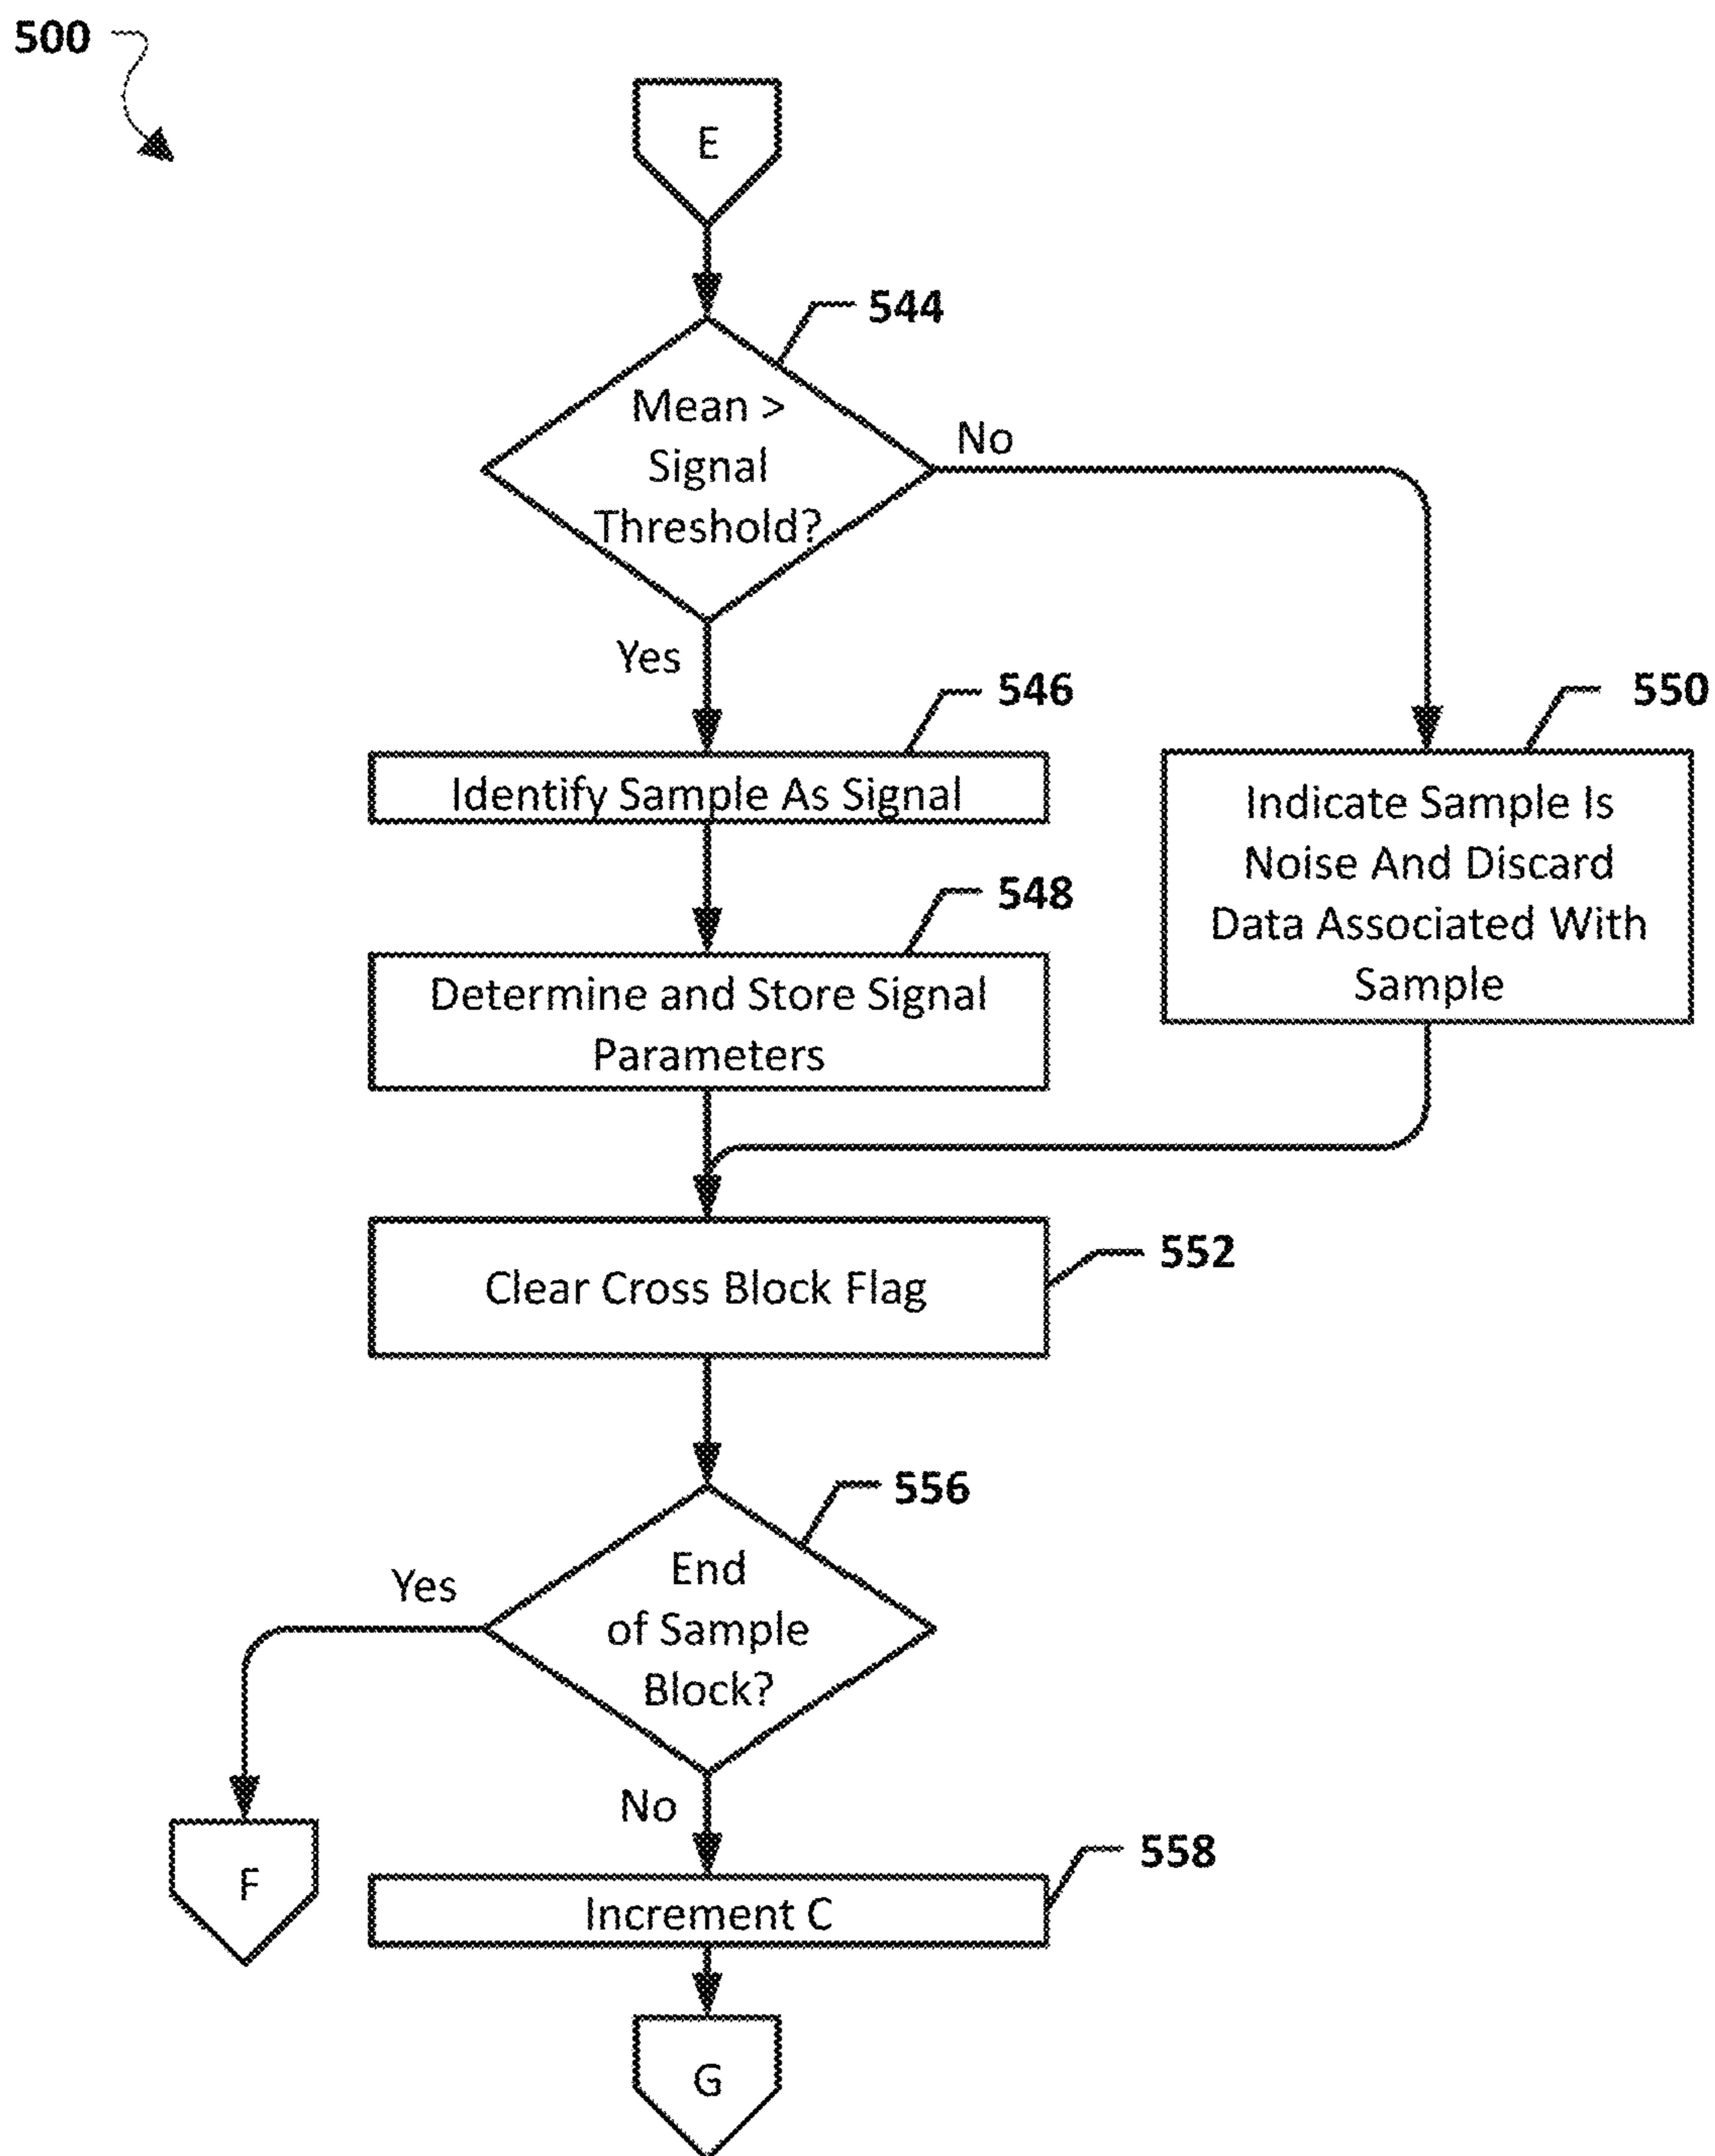 500
E
544
Mean >
Signal
Threshold?
No
Yes
546
Identify Sample As Signal
550
Indicate Sample Is
Noise And Discard
Data Associated With
Sample
548
Determine and Store Signal
Parameters
552
Clear Cross Block Flag
556
End
of Sample
Block?
Yes
No
F
558
Increment C
G